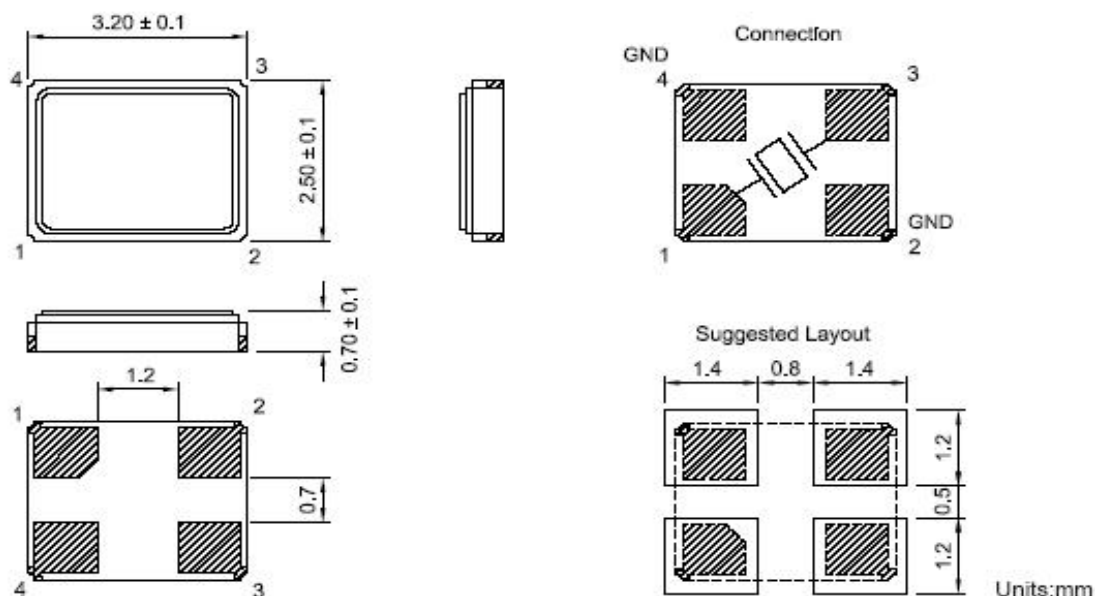 3.20 ± 0.1
4
3
2.50 ± 0.1
1
2
0.70 ± 0.1
1.2
1
2
0.7
4
3
Connection
GND
4
3
GND
1
2
Suggested Layout
1.4
0.8
1.4
1.2
0.5
1.2
Units:mm